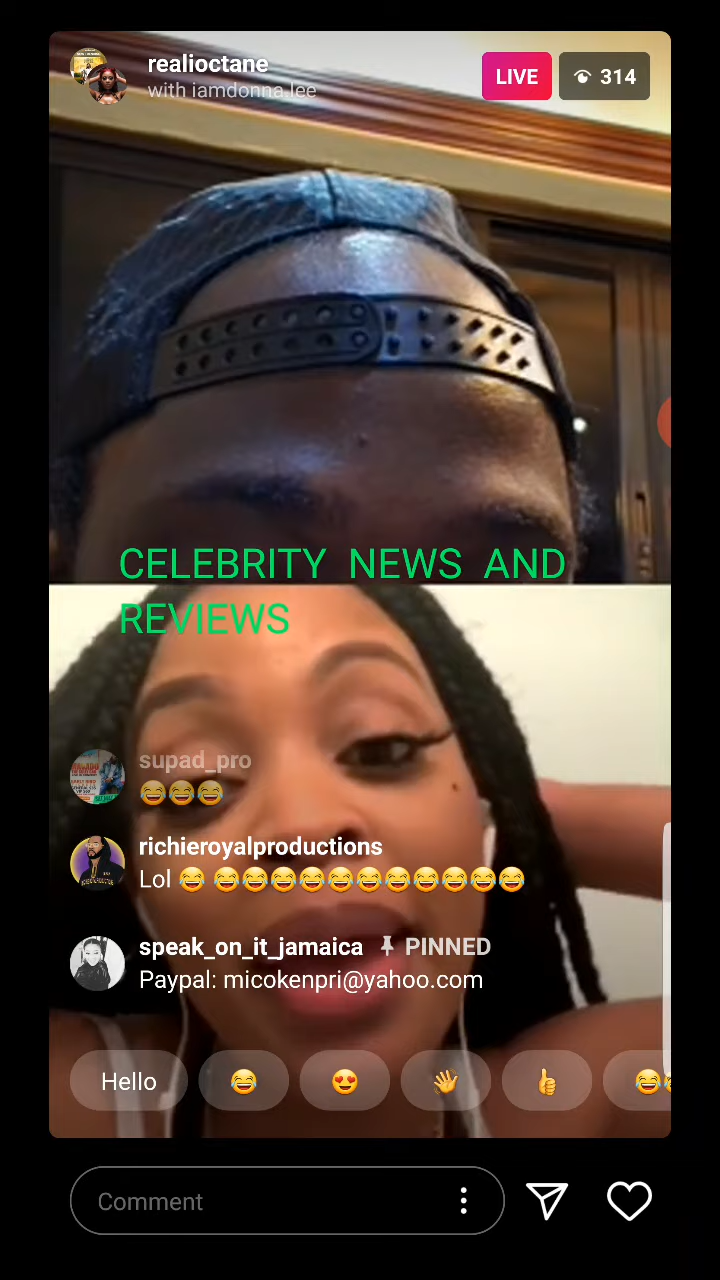 realioctane
LIVE
314
with iamdonna.lee
CELEBRITY NEWS AND
REVIEWS
supad_pro
😂😂😂
richieroyalproductions
Lol 😂 😂😂😂😂😂😂😂😂😂😂😂
speak_on_it_jamaica PINNED
Paypal: micokenpri@yahoo.com
Hello 😂 😍 👋 👍 😂
Comment